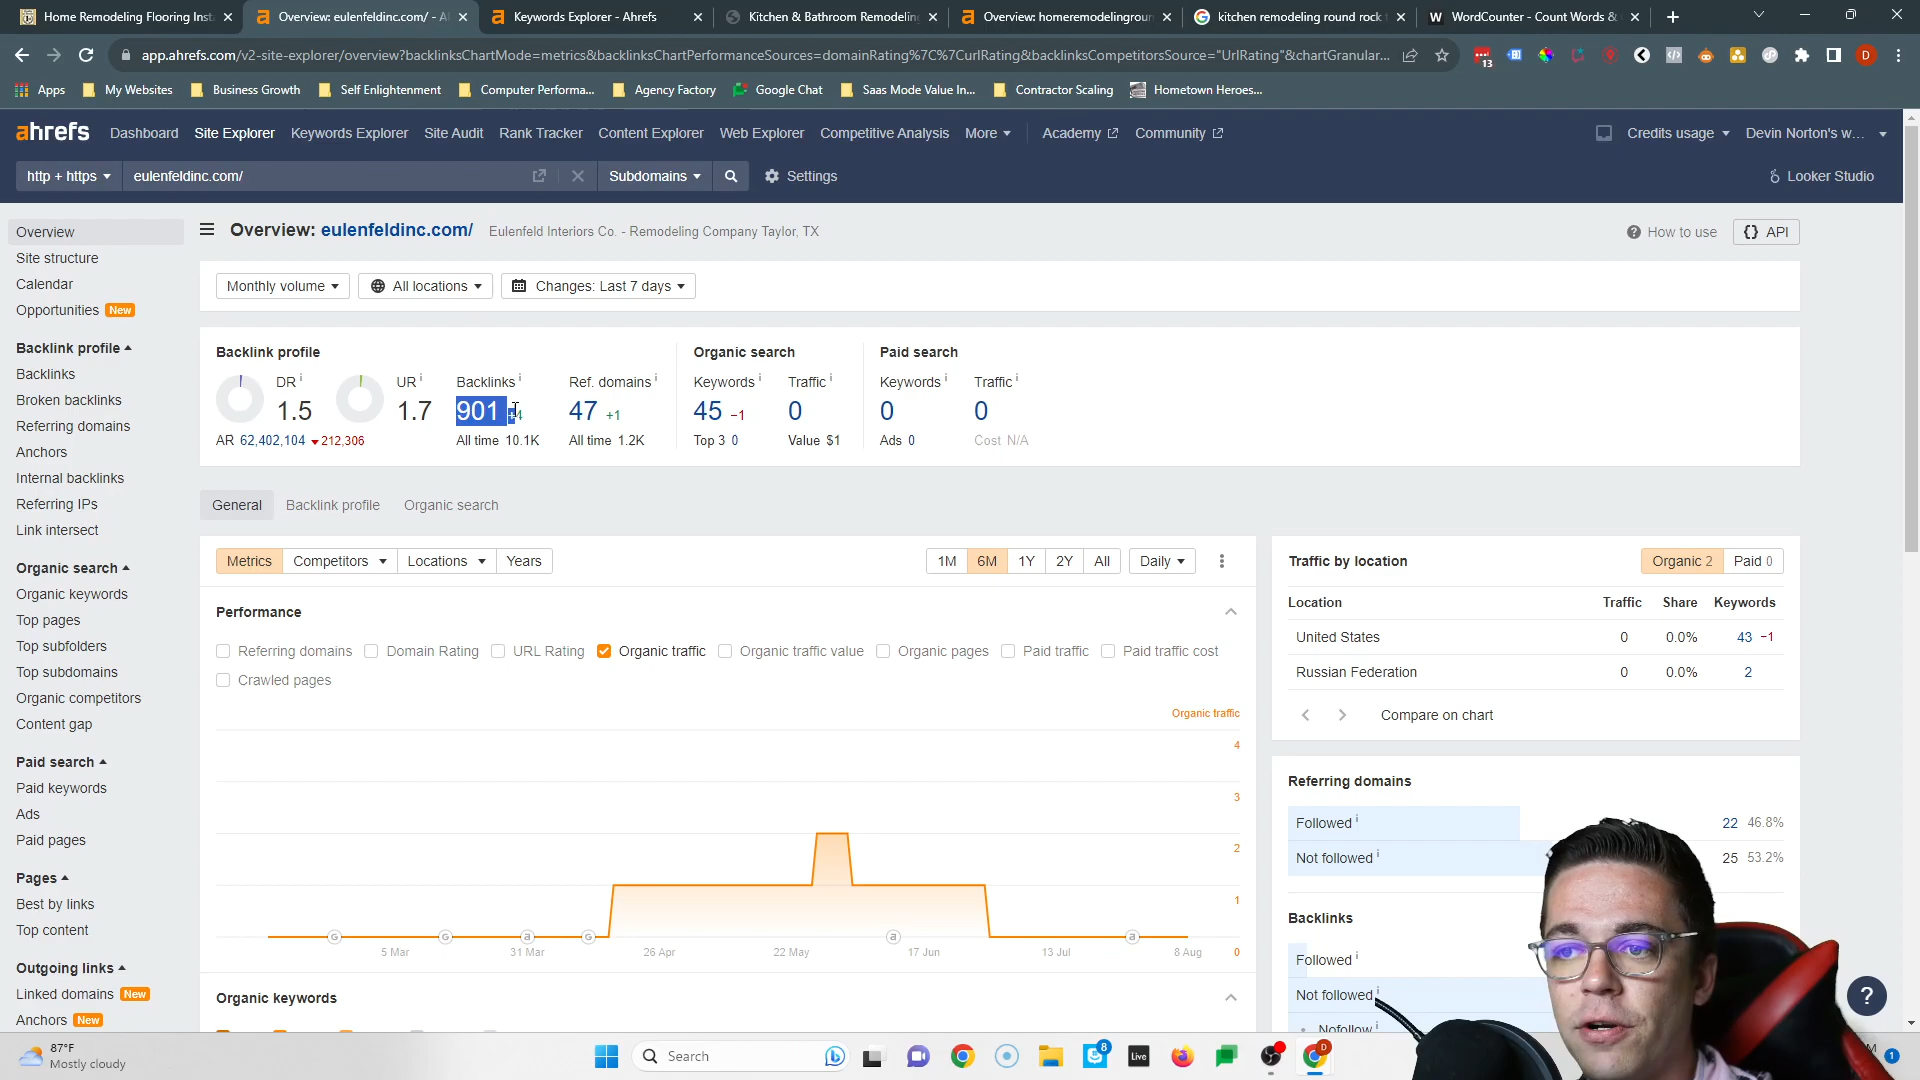 Home Remodeling Flooring Inst
Overview: eulenfeldinc.com/ - A
Keywords Explorer - Ahrefs
Kitchen & Bathroom Remodeling
Overview: homeremodelingroun
kitchen remodeling round rock
WordCounter - Count Words &
app.ahrefs.com/v2-site-explorer/overview?backlinksChartMode=metrics&backlinksChartPerformanceSources=domainRating%7C%7CurlRating&backlinksCompetitorsSource="UrlRating"&chartGranular...
13
D
Apps
My Websites
Business Growth
Self Enlightenment
Computer Performa...
Agency Factory
Google Chat
Saas Mode Value In...
Contractor Scaling
Hometown Heroes...
ahrefs
Dashboard
Site Explorer
Keywords Explorer
Site Audit
Rank Tracker
Content Explorer
Web Explorer
Competitive Analysis
More
Academy
Community
Credits usage
Devin Norton's w...
http + https
eulenfeldinc.com/
Subdomains
Settings
Looker Studio
Overview
Site structure
Calendar
Opportunities New
Backlink profile
Backlinks
Broken backlinks
Referring domains
Anchors
Internal backlinks
Referring IPs
Link intersect
Organic search
Organic keywords
Top pages
Top subfolders
Top subdomains
Organic competitors
Content gap
Paid search
Paid keywords
Ads
Paid pages
Pages
Best by links
Top content
Outgoing links
Linked domains New
Anchors New
Overview: eulenfeldinc.com/ Eulenfeld Interiors Co. - Remodeling Company Taylor, TX
How to use
API
Monthly volume
All locations
Changes: Last 7 days
Backlink profile
DR
1.5
UR
1.7
AR 62,402,104 212,306
Backlinks
901 +4
All time 10.1K
Ref. domains
47 +1
All time 1.2K
Organic search
Keywords
45 −1
Top 3 0
Traffic
0
Value $1
Paid search
Keywords
0
Ads 0
Traffic
0
Cost N/A
General
Backlink profile
Organic search
Metrics
Competitors
Locations
Years
1M
6M
1Y
2Y
All
Daily
Performance
Referring domains
Domain Rating
URL Rating
Organic traffic
Organic traffic value
Organic pages
Paid traffic
Paid traffic cost
Crawled pages
Organic traffic
4
3
2
1
0
5 Mar
31 Mar
26 Apr
22 May
17 Jun
13 Jul
8 Aug
Organic keywords
Traffic by location
Organic 2
Paid 0
Location Traffic Share Keywords
United States 0 0.0% 43 −1
Russian Federation 0 0.0% 2
Compare on chart
Referring domains
Followed 22 46.8%
Not followed 25 53.2%
Backlinks
Followed
Not followed
Nofollow
?
87°F
Mostly cloudy
Search
8
Live
D
M
1